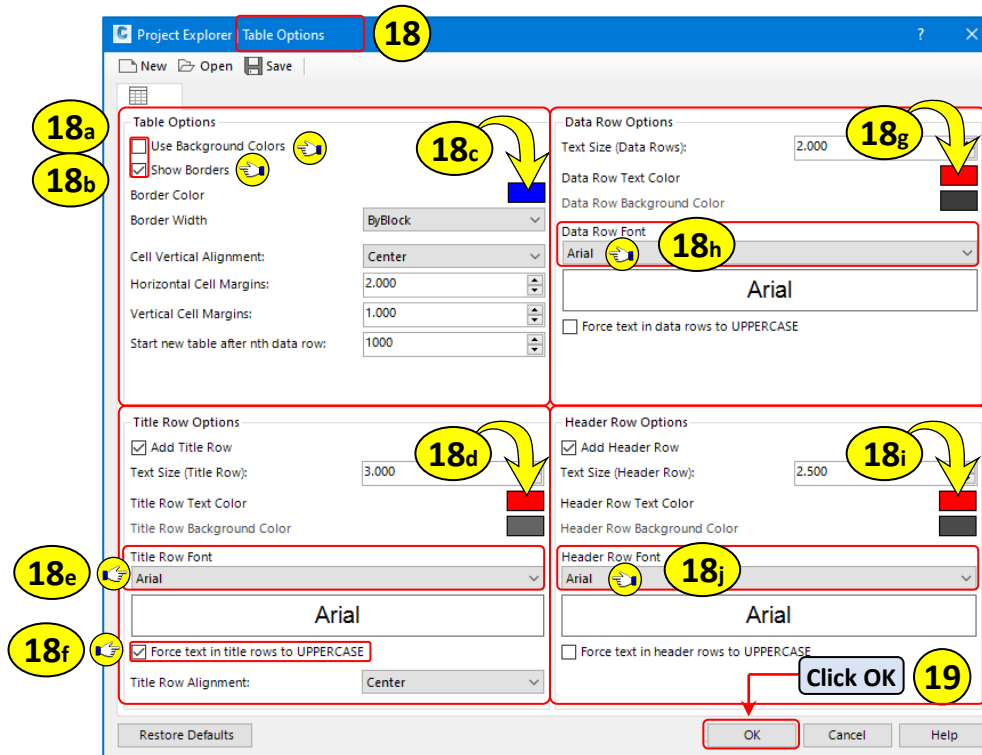 Project Explorer Table Options
18
?
New Open Save
Table Options
18a
Use Background Colors
18b
Show Borders
18c
Border Color
Border Width ByBlock
Cell Vertical Alignment: Center
Horizontal Cell Margins: 2.000
Vertical Cell Margins: 1.000
Start new table after nth data row: 1000
Data Row Options
Text Size (Data Rows): 2.000
18g
Data Row Text Color
Data Row Background Color
Data Row Font
Arial
18h
Arial
Force text in data rows to UPPERCASE
Title Row Options
Add Title Row
18d
Text Size (Title Row): 3.000
Title Row Text Color
Title Row Background Color
Title Row Font
18e
Arial
Arial
18f
Force text in title rows to UPPERCASE
Title Row Alignment: Center
Header Row Options
Add Header Row
18i
Text Size (Header Row): 2.500
Header Row Text Color
Header Row Background Color
Header Row Font
Arial
18j
Arial
Force text in header rows to UPPERCASE
Click OK
19
Restore Defaults OK Cancel Help